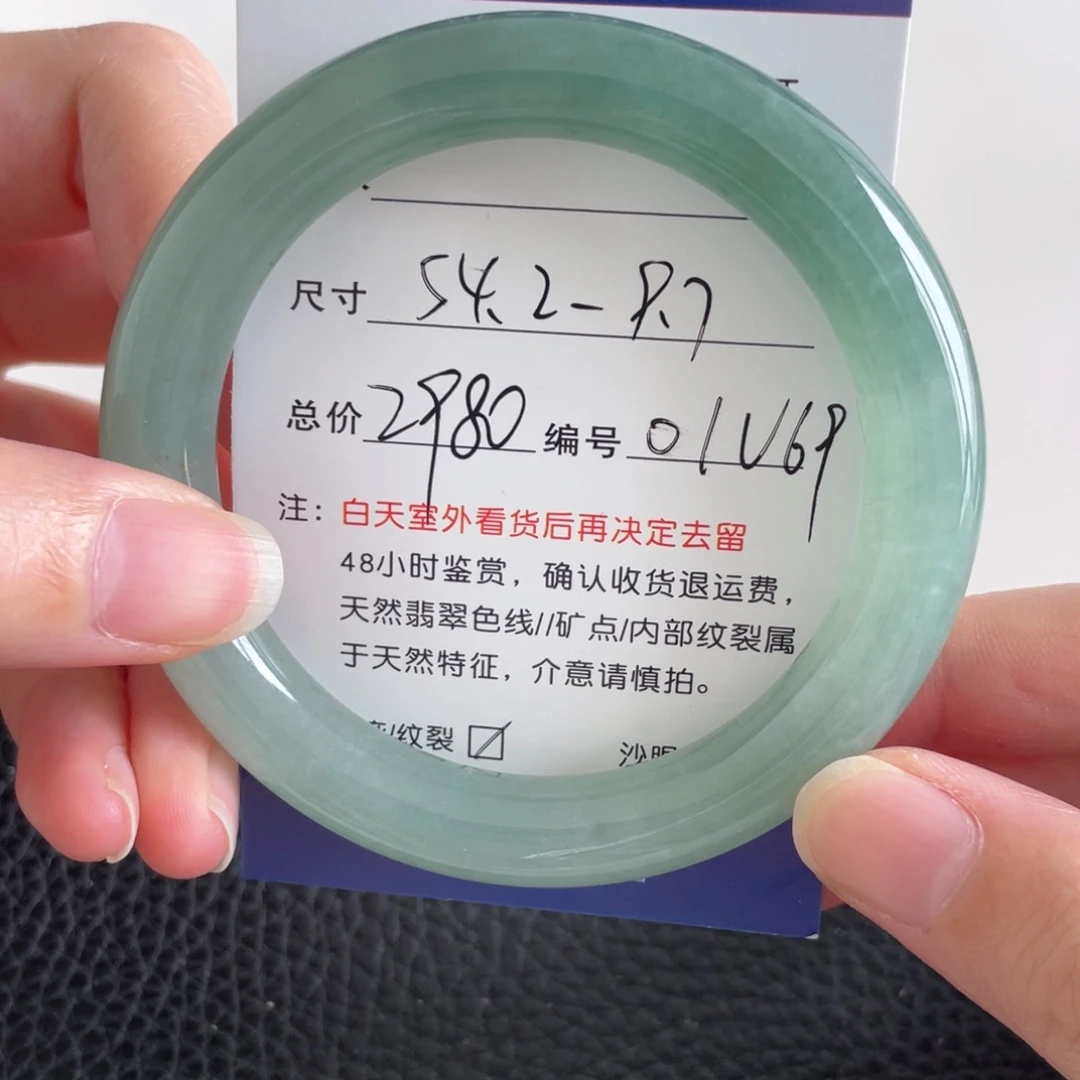 尺寸 54.2-8.7
总价 2980 编号 01V69
注：白天室外看货后再决定去留
48小时鉴赏，确认收货退运费，
天然翡翠色线//矿点/内部纹裂属
于天然特征，介意请慎拍。
/纹裂 ☑ 沙眼